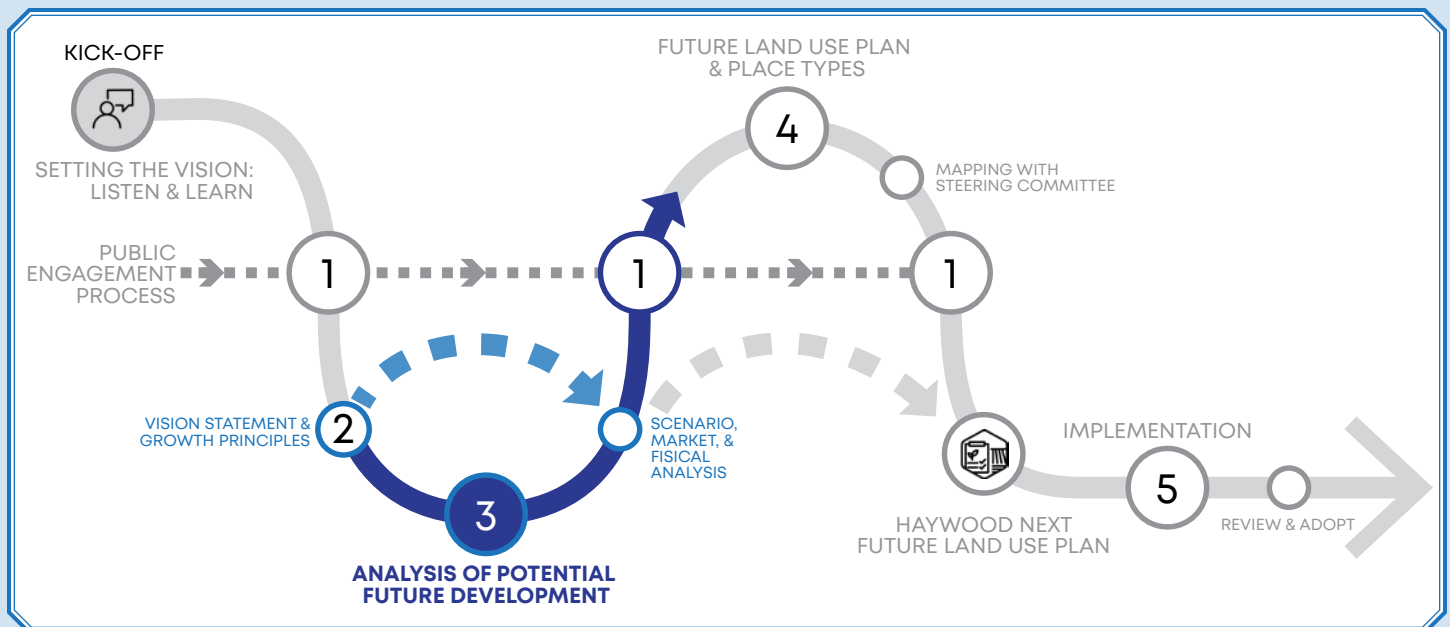 KICK-OFF
SETTING THE VISION:
LISTEN & LEARN
PUBLIC
ENGAGEMENT
PROCESS
1
2
VISION STATEMENT &
GROWTH PRINCIPLES
3
ANALYSIS OF POTENTIAL
FUTURE DEVELOPMENT
SCENARIO,
MARKET, &
FISICAL
ANALYSIS
1
FUTURE LAND USE PLAN
& PLACE TYPES
4
MAPPING WITH
STEERING COMMITTEE
1
HAYWOOD NEXT
FUTURE LAND USE PLAN
IMPLEMENTATION
5
REVIEW & ADOPT